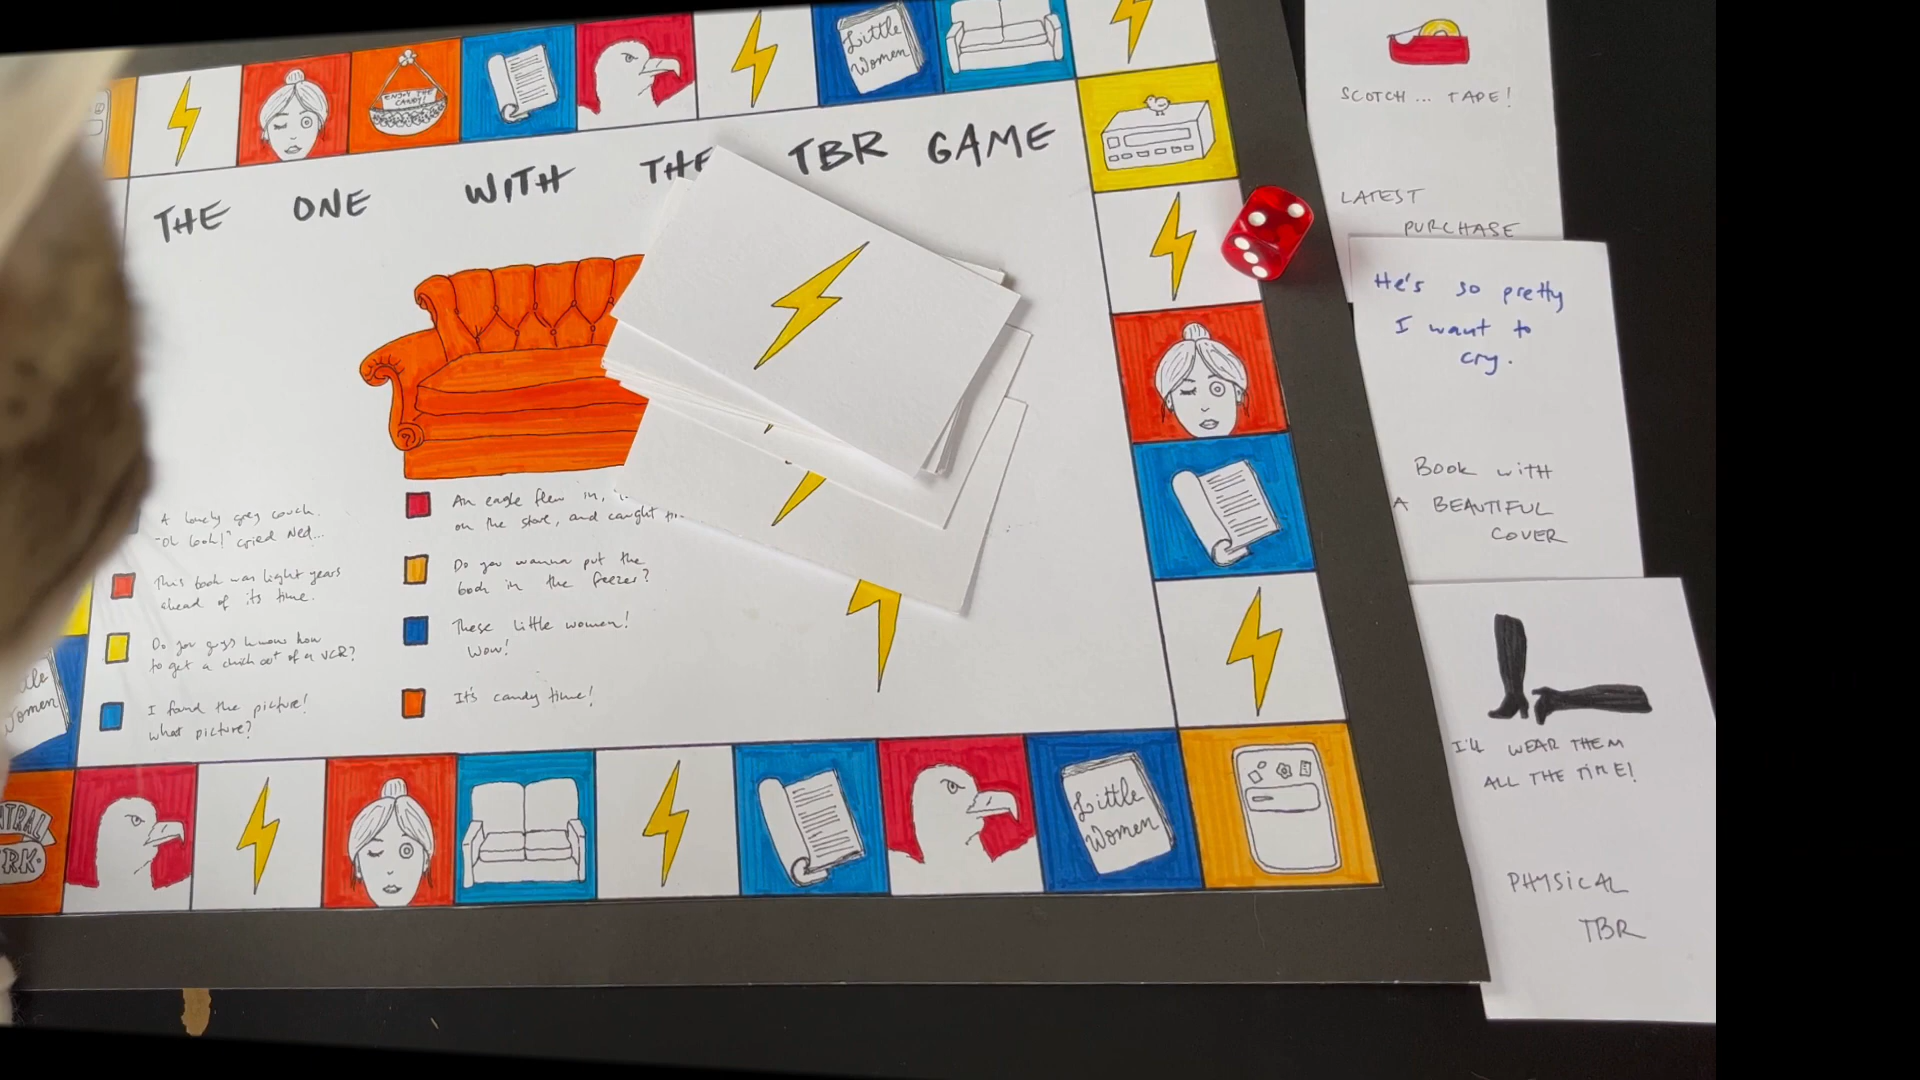 Little
Women
ENJOY THE
CANDY!
THE ONE WITH THE TBR GAME
A lonely grey couch.
"Oh look!" cried Ned...
This book was light years
ahead of its time.
Do you guys know how
to get a chick out of a VCR?
I found the picture!
What picture?
An eagle flew in,
on the stove, and caught
Do you wanna put the
book in the freezer?
These little women!
Wow!
It's candy time!
Women
Little
Women
SCOTCH... TAPE!
LATEST
PURCHASE
He's so pretty
I want to
cry.
BOOK WITH
A BEAUTIFUL
COVER
I'LL WEAR THEM
ALL THE TIME!
PHYSICAL
TBR